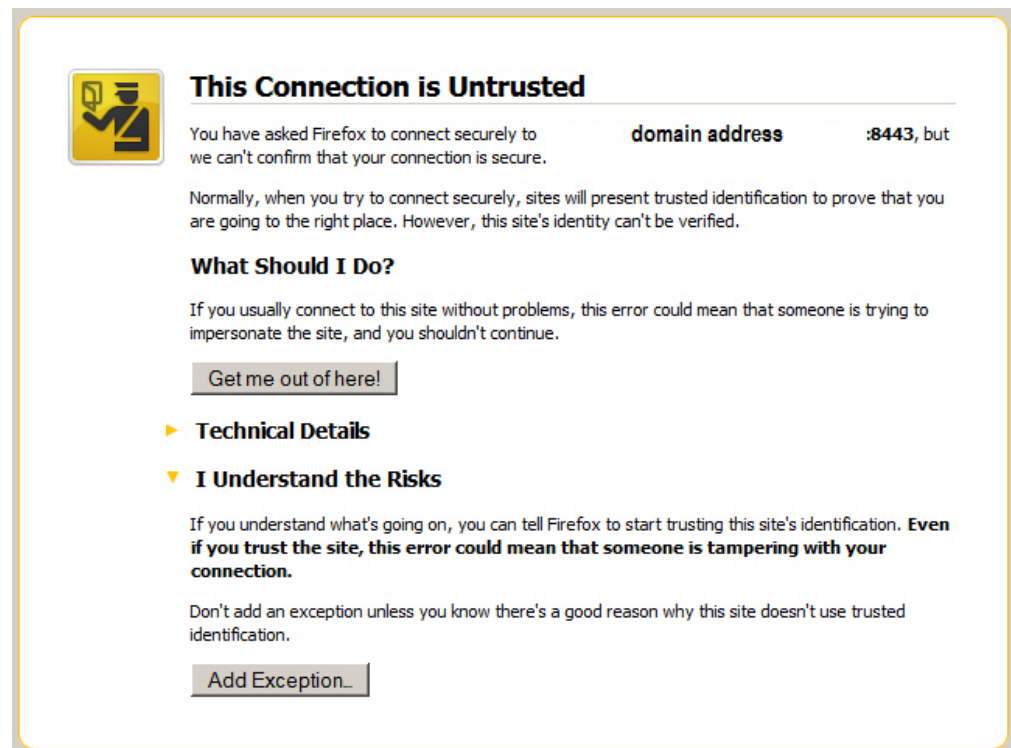 This Connection is Untrusted
You have asked Firefox to connect securely to domain address :8443, but
we can't confirm that your connection is secure.
Normally, when you try to connect securely, sites will present trusted identification to prove that you
are going to the right place. However, this site's identity can't be verified.
What Should I Do?
If you usually connect to this site without problems, this error could mean that someone is trying to
impersonate the site, and you shouldn't continue.
Get me out of here!
Technical Details
I Understand the Risks
If you understand what's going on, you can tell Firefox to start trusting this site's identification. Even
if you trust the site, this error could mean that someone is tampering with your
connection.
Don't add an exception unless you know there's a good reason why this site doesn't use trusted
identification.
Add Exception...